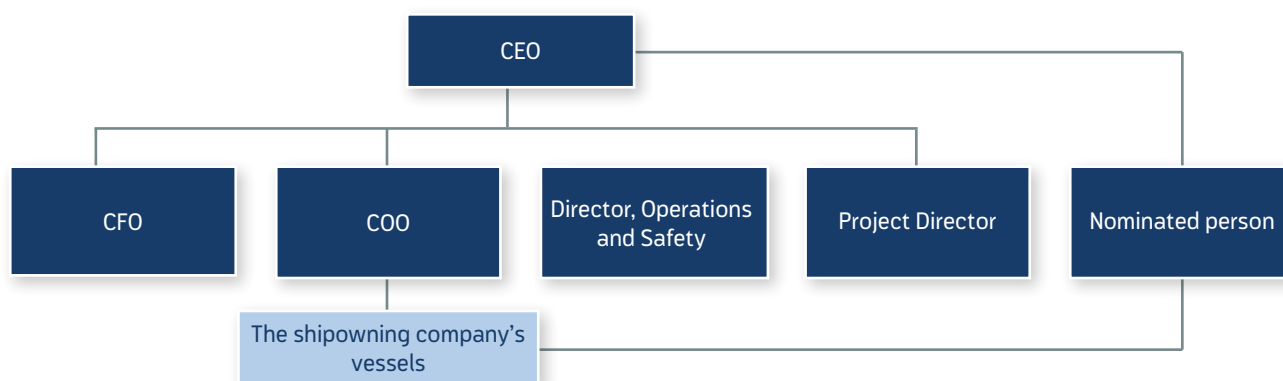 CEO
CFO
COO
Director, Operations
and Safety
Project Director
Nominated person
The shipowning company’s
vessels